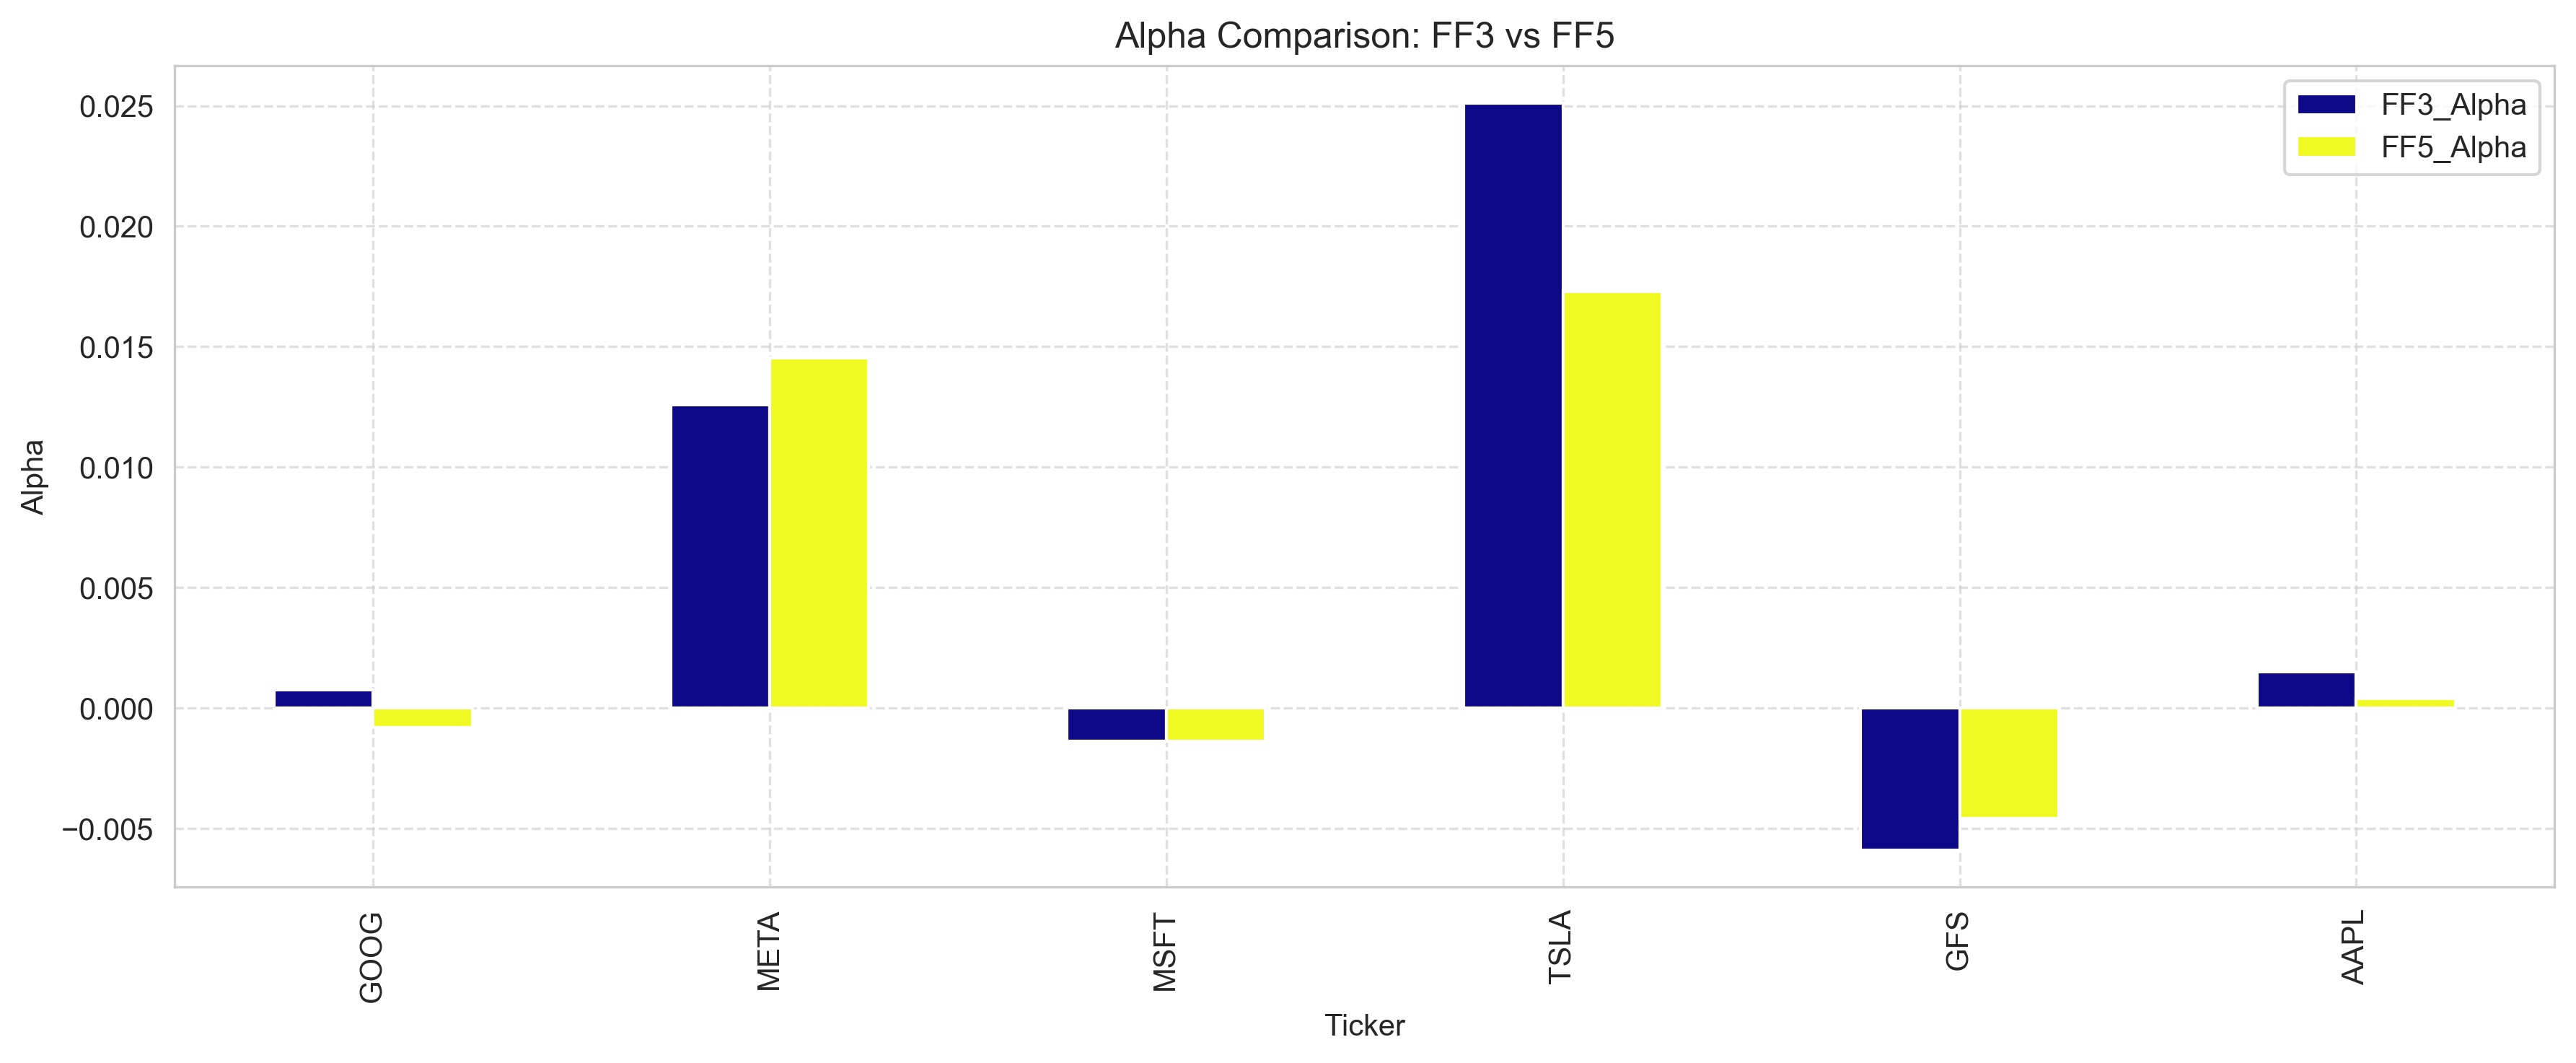 Alpha Comparison: FF3 vs FF5
FF3_Alpha
FF5_Alpha
Alpha
0.025
0.020
0.015
0.010
0.005
0.000
−0.005
GOOG
META
MSFT
TSLA
GFS
AAPL
Ticker